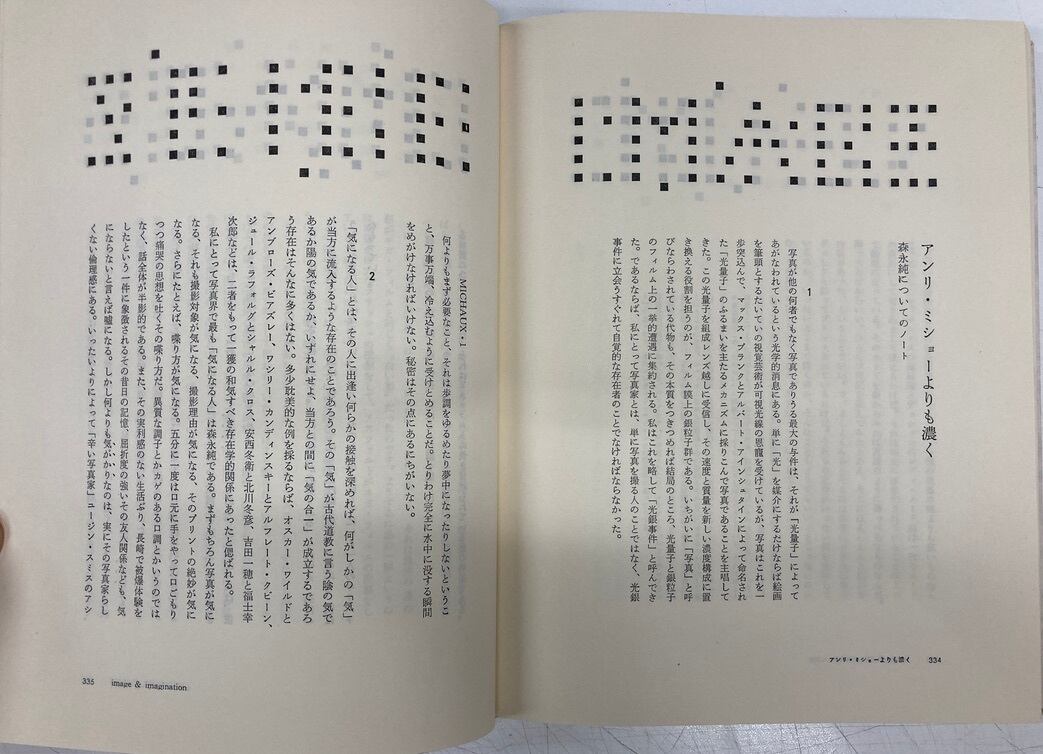 IMAGE
アンリ・ミショーよりも濃く
森永純についてのノート
1
写真が他の何者でもなく写真でありうる最大の与件は、それが「光量子」によって
あがなわれているという光学的消息にある。単に「光」を媒介にするだけならば絵画
を筆頭とするたいていの視覚芸術が可視光線の恩寵を受けているが、写真はこれを一
歩突込んで、マックス・プランクとアルバート・アインシュタインによって命名され
た「光量子」のふるまいを主たるメカニズムに採りこんで写真であることを主唱して
きた。この光量子を組成レンズ越しに受信し、その速度と質量を新しい濃度構成に置
き換える役割を担うのが、フィルム膜上の銀粒子群である。いちがいに「写真」と呼
びならわされている代物も、その本質をつきつめれば結局のところ、光量子と銀粒子
のフィルム上の一挙的遭遇に集約される。私はこれを略して「光銀事件」と呼んでき
た。であるならば、私にとって写真家とは、単に写真を撮る人のことではなく、光銀
事件に立会うすぐれて自覚的な存在者のことでなければならなかった。
アンリ・ミショーよりも濃く 334
MICHAUX・1
何よりもまず必要なこと、それは歩調をゆるめたり夢中になったりしないというこ
と、万事万端、冷え込むように受けとめることだ。とりわけ完全に水中に没する瞬間
をめがけなければいけない。秘密はその点にあるにちがいない。
2
「気になる人」とは、その人に出逢い何らかの接触を深めれば、何がしかの「気」
が当方に流入するような存在のことであろう。その「気」が古代道教に言う陰の気で
あるか陽の気であるか、いずれにせよ、当方との間に「気の合一」が成立するであろ
う存在はそんなに多くはない。多少耽美的な例を採るならば、オスカー・ワイルドと
アンブローズ・ビアズレー、ワシリー・カンディンスキーとアルフレート・クビーン、
ジュール・ラフォルグとシャルル・クロス、安西冬衛と北川冬彦、吉田一穂と福士幸
次郎などは、二者をもって一獲の和気すべき存在学的関係にあったと偲ばれる。
私にとって写真界で最も「気になる人」は森永純である。まずもちろん写真が気に
なる、それも撮影対象が気になる、撮影理由が気になる、そのプリントの絶妙が気に
なる。さらにたとえば、喋り方が気になる。五分に一度は口元に手をやって口ごもり
つつ痛哭の思想を吐くその喋り方だ。異質な調子とかカゲのある口調とかいうのでは
なく、話全体が半影的である。また、その実利感のない生活ぶり、長崎で被爆体験を
したという一件に象徴されるその昔日の記憶、屈折度の強いその友人関係なども、気
にならないと言えば嘘になる。しかし何よりも気がかりなのは、実にその写真家らし
くない倫理感にある。いったいよりによって「辛い写真家」ユージン・スミスのアシ
335 image & imagination